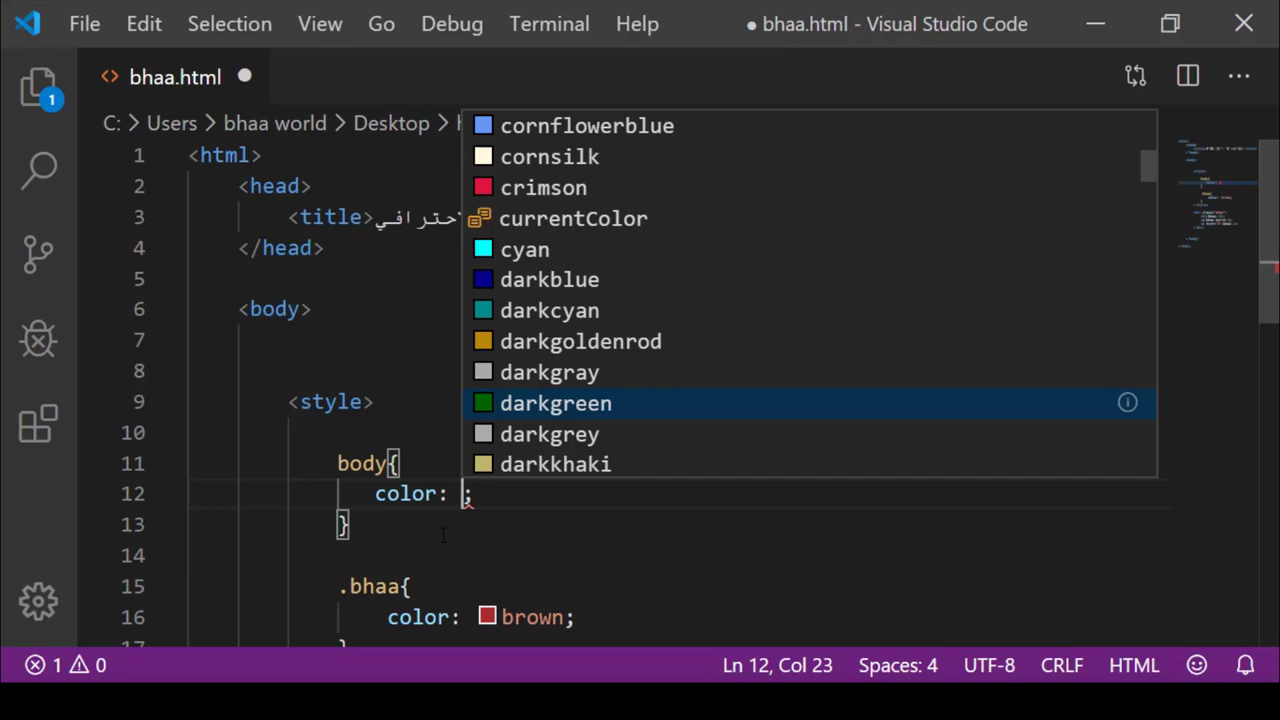 File Edit Selection View Go Debug Terminal Help ● bhaa.html - Visual Studio Code
<> bhaa.html ●
C: > Users > bhaa world > Desktop >
1 <html>
2 <head>
3 <title>لاحترافي
4 </head>
5
6 <body>
7
8
9 <style>
10
11 body{
12 color: ;
13 }
14
15 .bhaa{
16 color: brown;
17 }
cornflowerblue
cornsilk
crimson
currentColor
cyan
darkblue
darkcyan
darkgoldenrod
darkgray
darkgreen
darkgrey
darkkhaki
1
1 0 Ln 12, Col 23 Spaces: 4 UTF-8 CRLF HTML